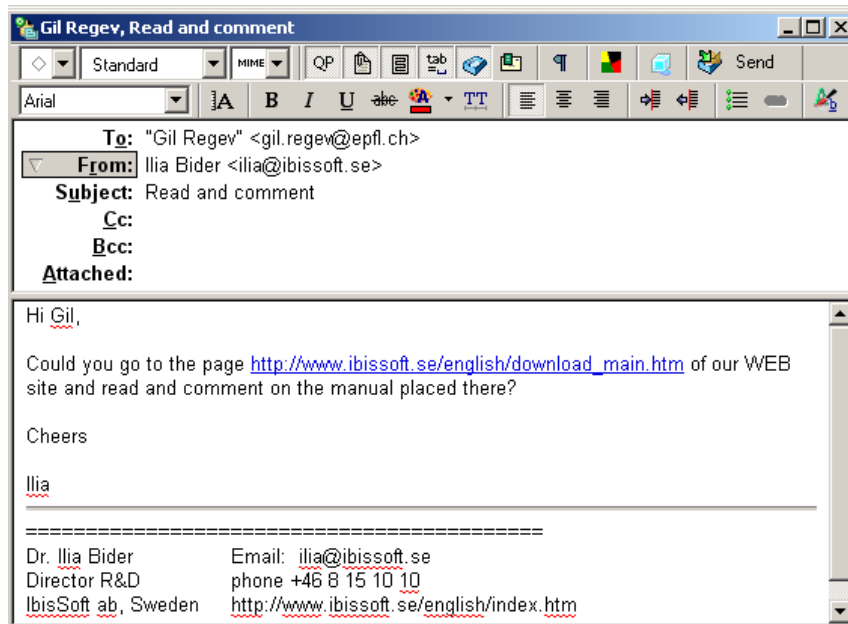 Gil Regev, Read and comment
Standard MIME QP tab ¶ Send
Arial A B I U abc A TT
To: "Gil Regev" <gil.regev@epfl.ch>
From: Ilia Bider <ilia@ibissoft.se>
Subject: Read and comment
Cc:
Bcc:
Attached:
Hi Gil,
Could you go to the page http://www.ibissoft.se/english/download_main.htm of our WEB
site and read and comment on the manual placed there?
Cheers
Ilia
===========================================
Dr. Ilia Bider Email: ilia@ibissoft.se
Director R&D phone +46 8 15 10 10
IbisSoft ab, Sweden http://www.ibissoft.se/english/index.htm